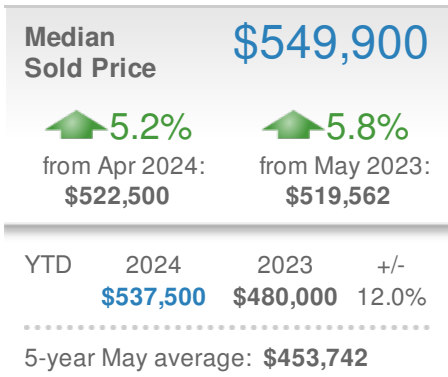 Median $549,900
Sold Price
5.2% 5.8%
from Apr 2024: from May 2023:
$522,500 $519,562
YTD 2024 2023 +/-
$537,500 $480,000 12.0%
5-year May average: $453,742